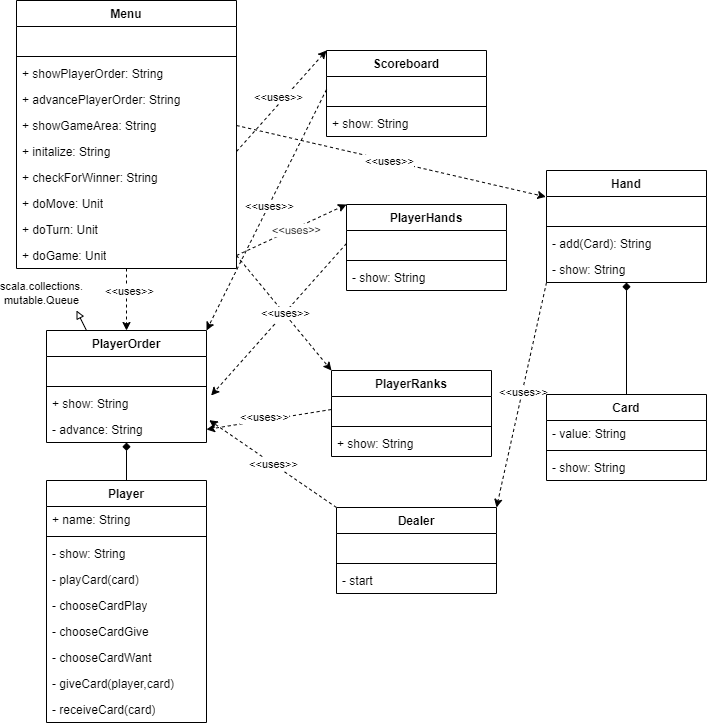 Menu
+ showPlayerOrder: String
+ advancePlayerOrder: String
+ showGameArea: String
+ initalize: String
+ checkForWinner: String
+ doMove: Unit
+ doTurn: Unit
+ doGame: Unit
Scoreboard
+ show: String
<<uses>>
<<uses>>
<<uses>>
Hand
- add(Card): String
- show: String
<<uses>>
PlayerHands
- show: String
<<uses>>
scala.collections.
mutable.Queue
<<uses>>
<<uses>>
PlayerOrder
+ show: String
- advance: String
PlayerRanks
+ show: String
<<uses>>
<<uses>>
<<uses>>
Card
- value: String
- show: String
Player
+ name: String
- show: String
- playCard(card)
- chooseCardPlay
- chooseCardGive
- chooseCardWant
- giveCard(player,card)
- receiveCard(card)
Dealer
- start